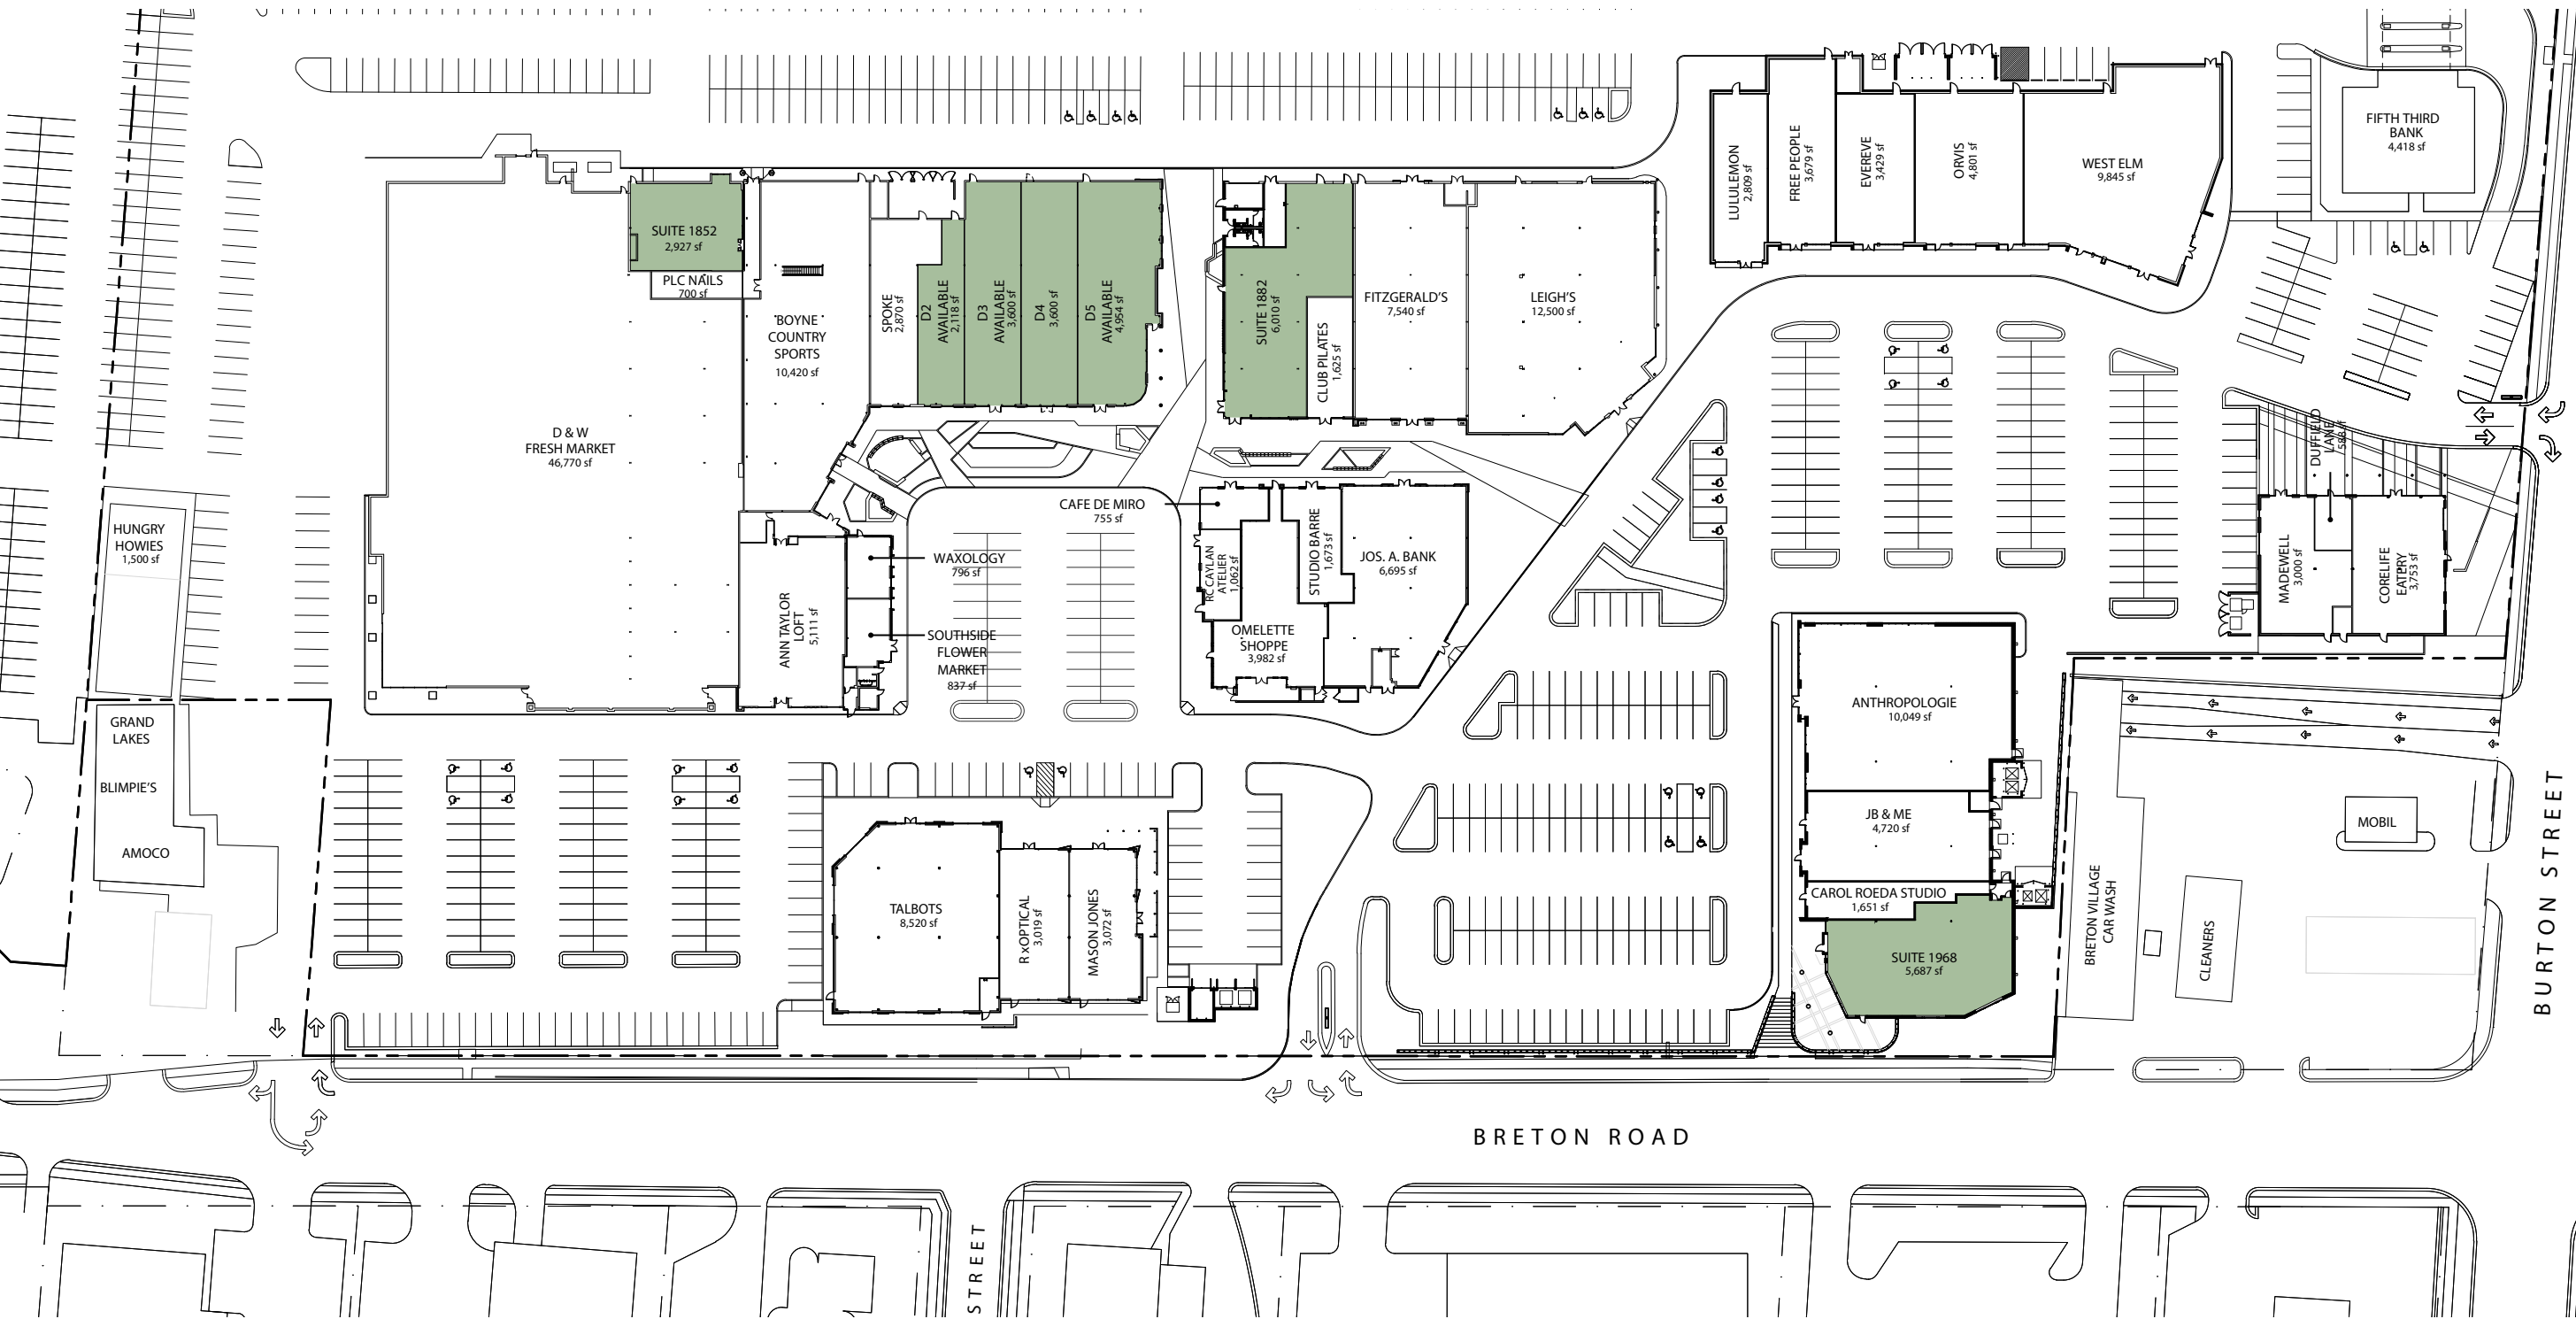 FIFTH THIRD
BANK
4,418 sf
LULULEMON
2,809 sf
FREE PEOPLE
3,679 sf
EVEREVE
3,429 sf
ORVIS
4,801 sf
WEST ELM
9,845 sf
SUITE 1852
2,927 sf
PLC NAILS
700 sf
BOYNE
COUNTRY
SPORTS
10,420 sf
SPOKE
2,870 sf
D2
AVAILABLE
2,118 sf
D3
AVAILABLE
3,600 sf
D4
3,600 sf
D5
AVAILABLE
4,954 sf
SUITE 1882
6,010 sf
CLUB PILATES
1,625 sf
FITZGERALD'S
7,540 sf
LEIGH'S
12,500 sf
D & W
FRESH MARKET
46,770 sf
DUFFIELD
LANE
HUNGRY
HOWIES
1,500 sf
CAFE DE MIRO
755 sf
WAXOLOGY
796 sf
ANN TAYLOR
LOFT
5,111 sf
SOUTHSIDE
FLOWER
MARKET
837 sf
RC CAYLAN
ATELIER
1,062 sf
STUDIO BARRE
1,673 sf
JOS. A. BANK
6,695 sf
OMELETTE
SHOPPE
3,982 sf
MADEWELL
3,000 sf
CORELIFE
EATERY
3,753 sf
GRAND
LAKES
BLIMPIE'S
AMOCO
ANTHROPOLOGIE
10,049 sf
JB & ME
4,720 sf
CAROL ROEDA STUDIO
1,651 sf
SUITE 1968
5,687 sf
TALBOTS
8,520 sf
R xOPTICAL
3,019 sf
MASON JONES
3,072 sf
BRETON VILLAGE
CAR WASH
CLEANERS
MOBIL
BURTON STREET
BRETON ROAD
STREET